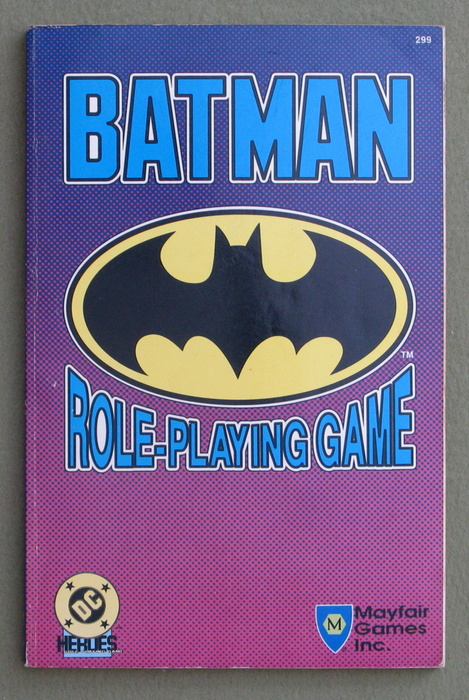 299
BATMAN
TM
ROLE-PLAYING GAME
DC
HEROES
M
Mayfair
Games
Inc.